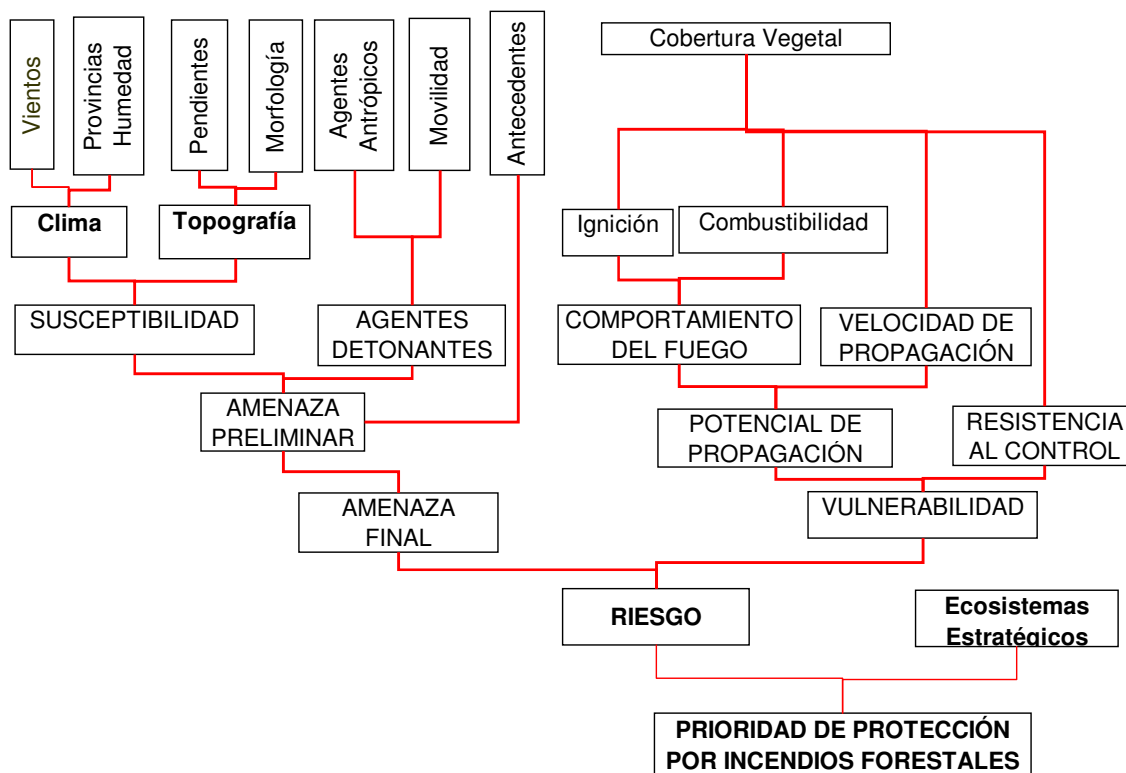 Vientos
Provincias
Humedad
Pendientes
Morfología
Agentes
Antrópicos
Movilidad
Antecedentes
Cobertura Vegetal
Clima
Topografía
Ignición
Combustibilidad
SUSCEPTIBILIDAD
AGENTES
DETONANTES
COMPORTAMIENTO
DEL FUEGO
VELOCIDAD DE
PROPAGACIÓN
AMENAZA
PRELIMINAR
POTENCIAL DE
PROPAGACIÓN
RESISTENCIA
AL CONTROL
AMENAZA
FINAL
VULNERABILIDAD
RIESGO
Ecosistemas
Estratégicos
PRIORIDAD DE PROTECCIÓN
POR INCENDIOS FORESTALES